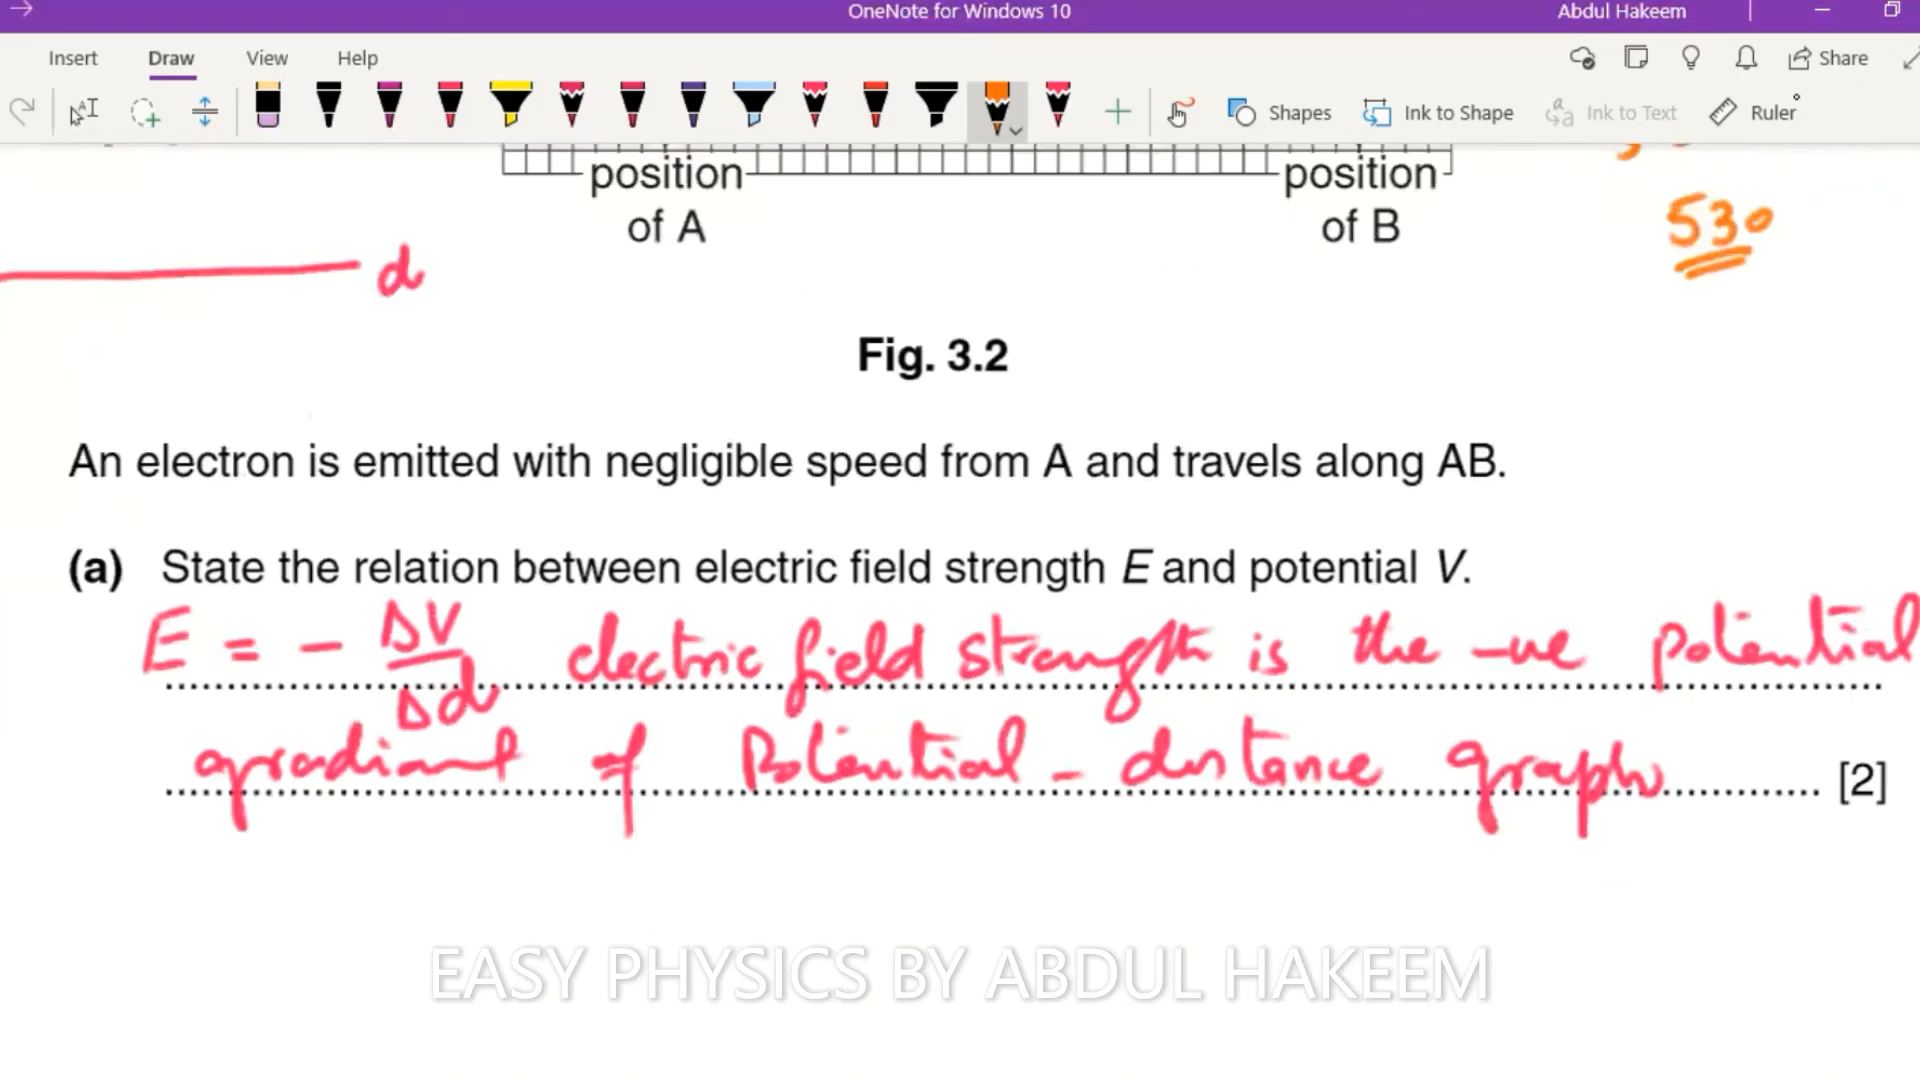 OneNote for Windows 10
Abdul Hakeem
Insert Draw View Help
Share
Shapes Ink to Shape Ink to Text Ruler
position of A
position of B
530
d
Fig. 3.2
An electron is emitted with negligible speed from A and travels along AB.
(a) State the relation between electric field strength E and potential V.
E = - ΔV/Δd electric field strength is the -ve potential
gradiant of Potential - distance graph [2]
EASY PHYSICS BY ABDUL HAKEEM